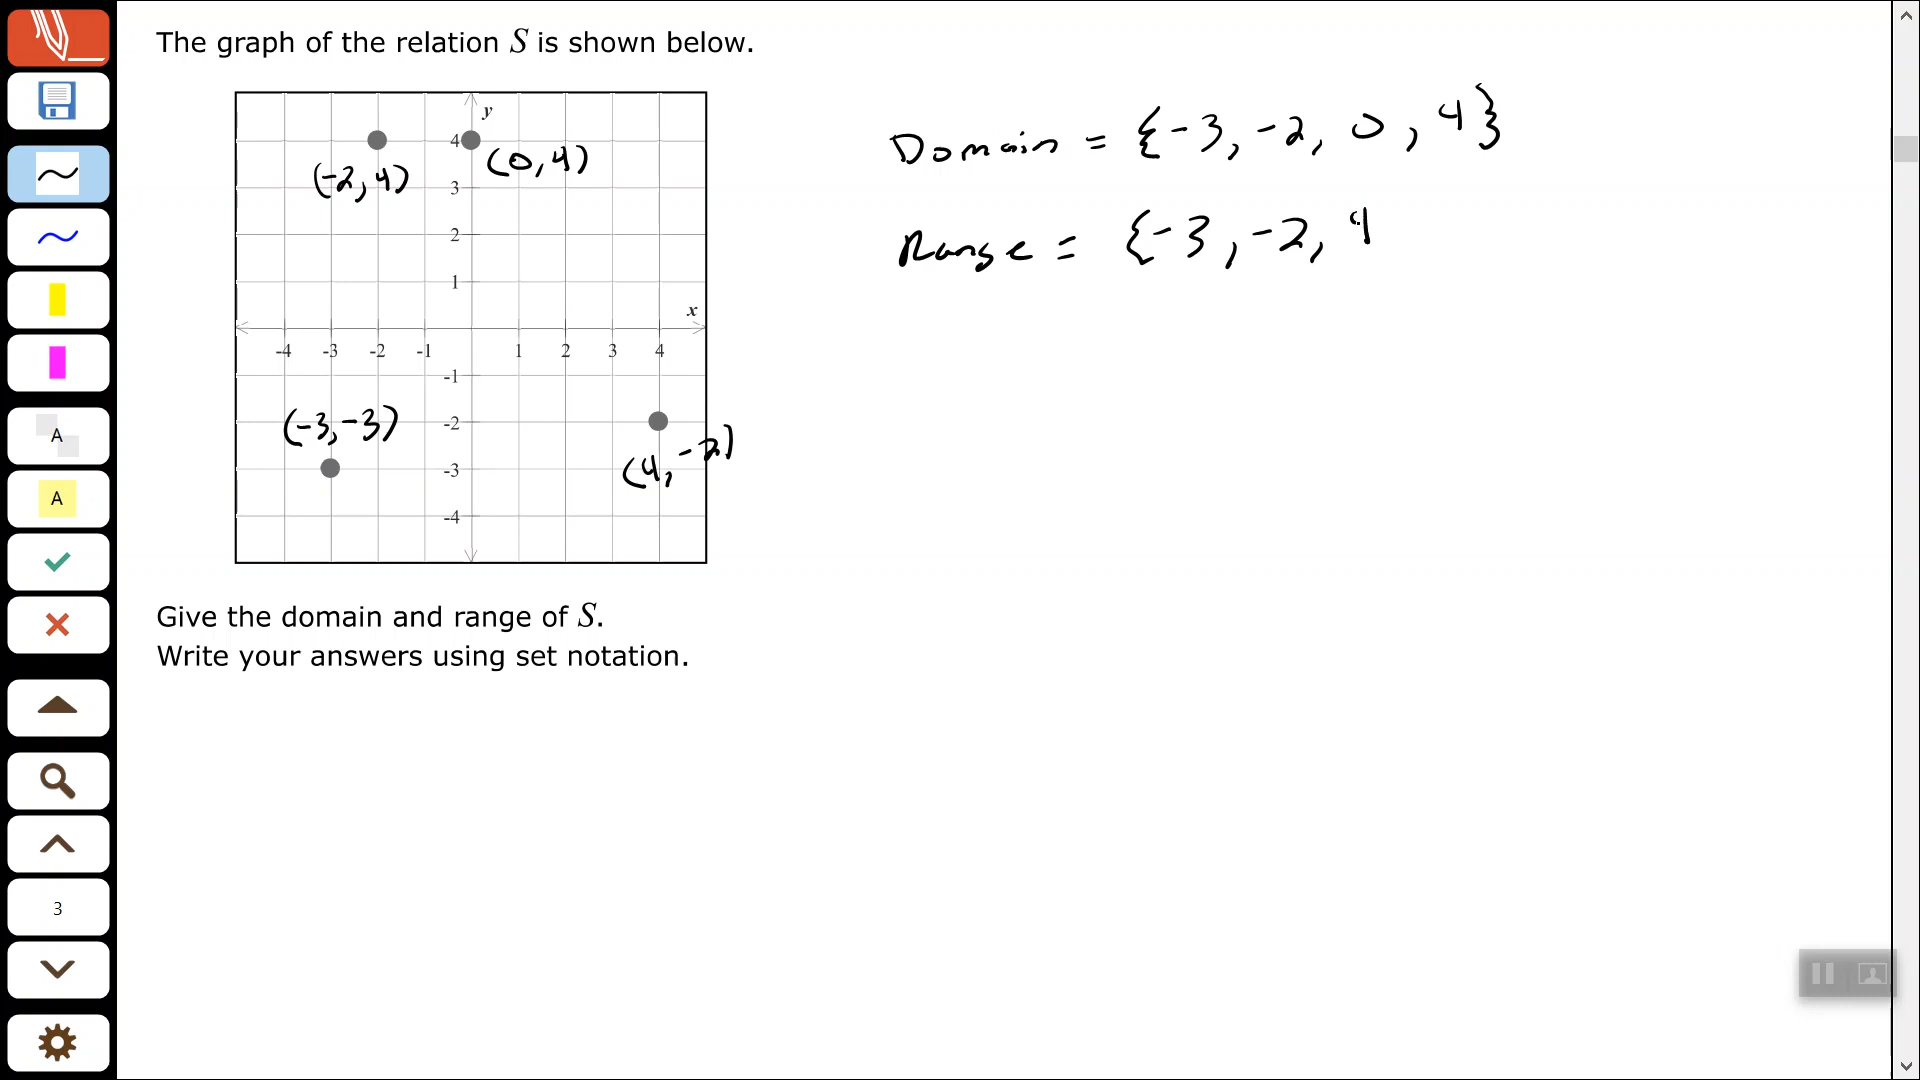 The graph of the relation S is shown below.
y
4
(0,4)
(-2,4)
3
2
1
x
-4 -3 -2 -1 1 2 3 4
-1
(-3,-3)
-2
(4,-2)
-3
-4
Domain = {-3, -2, 0, 4}
Range = {-3, -2, 4
Give the domain and range of S.
Write your answers using set notation.
A
A
3